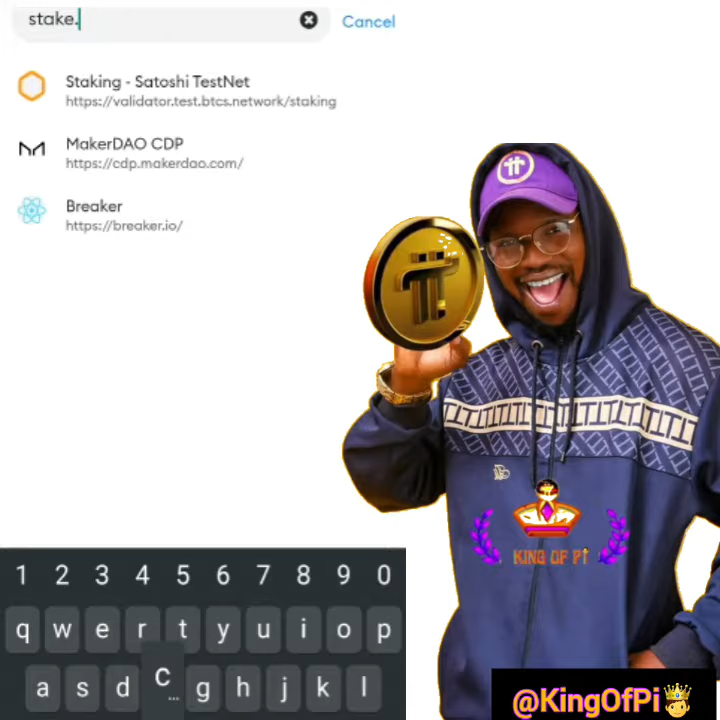 stake.
Cancel
Staking - Satoshi TestNet
https://validator.test.btcs.network/staking
MakerDAO CDP
https://cdp.makerdao.com/
Breaker
https://breaker.io/
KING OF PI
1 2 3 4 5 6 7 8 9 0
q w e r t y u i o p
a s d c g h j k l
@KingOfPi